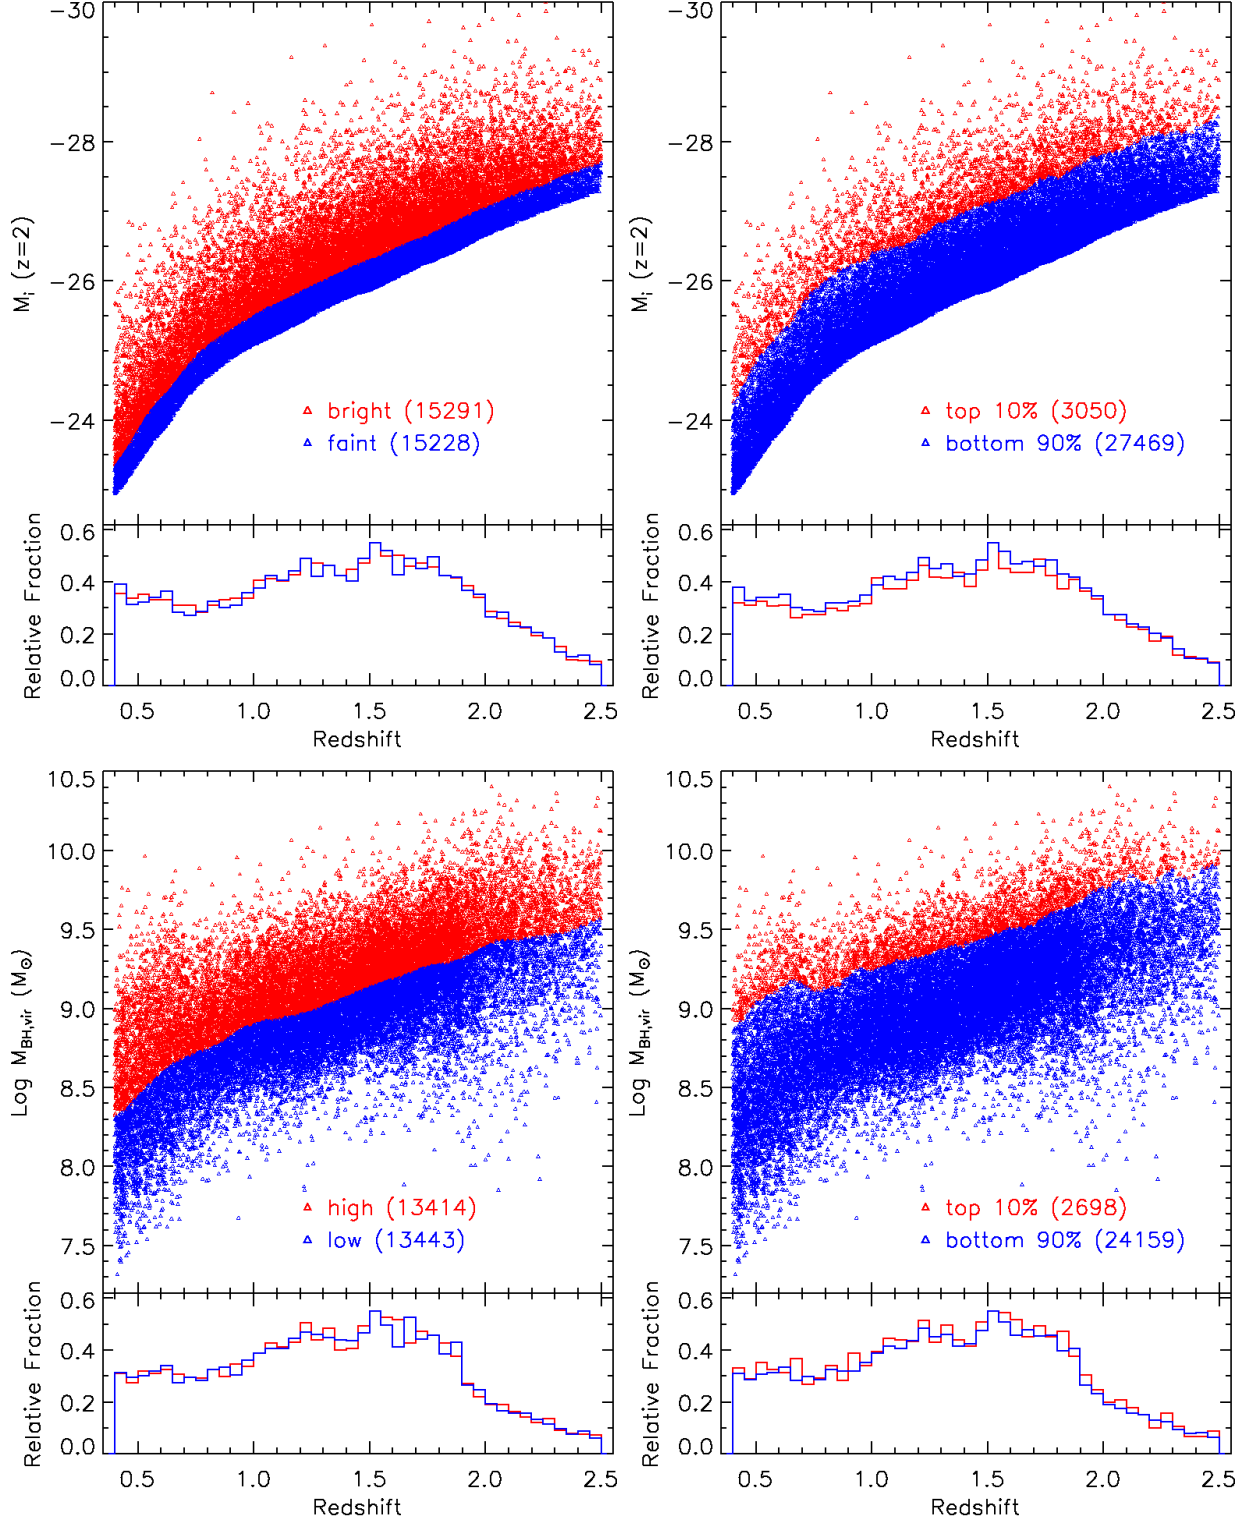 −30
−28
−26
−24
M_i (z=2)
bright (15291)
faint (15228)
0.6
0.4
0.2
0.0
Relative Fraction
0.5 1.0 1.5 2.0 2.5
Redshift
−30
−28
−26
−24
M_i (z=2)
top 10% (3050)
bottom 90% (27469)
0.6
0.4
0.2
0.0
Relative Fraction
0.5 1.0 1.5 2.0 2.5
Redshift
10.5
10.0
9.5
9.0
8.5
8.0
7.5
Log M_BH,vir (M_⊙)
high (13414)
low (13443)
0.6
0.4
0.2
0.0
Relative Fraction
0.5 1.0 1.5 2.0 2.5
Redshift
10.5
10.0
9.5
9.0
8.5
8.0
7.5
Log M_BH,vir (M_⊙)
top 10% (2698)
bottom 90% (24159)
0.6
0.4
0.2
0.0
Relative Fraction
0.5 1.0 1.5 2.0 2.5
Redshift